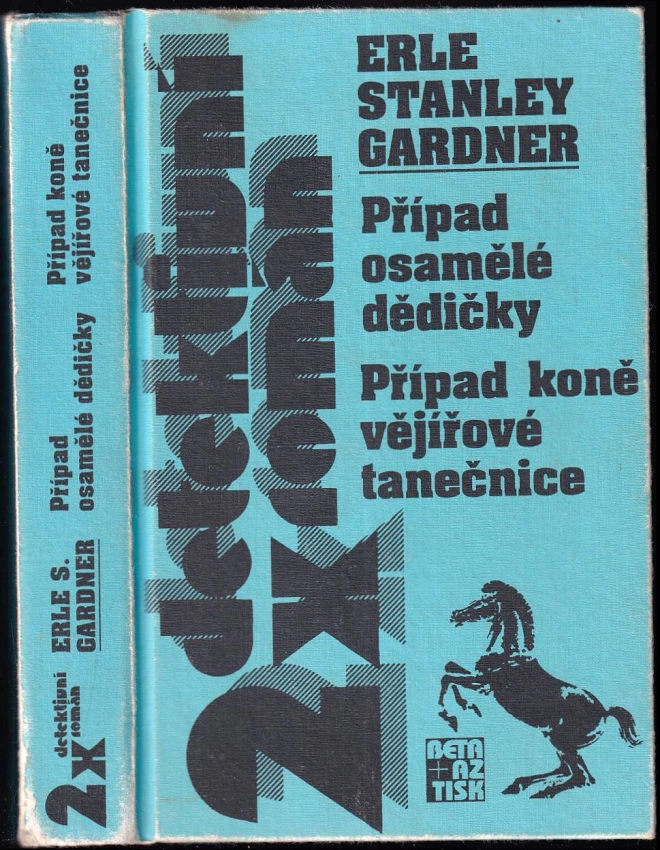 ERLE
STANLEY
GARDNER
Případ
osamělé
dědičky
Případ koně
vějířové
tanečnice
2x
detektivní
román
BETA
+AZ
TISK
2x
detektivní
román
ERLE S.
GARDNER
Případ
osamělé dědičky
Případ koně
vějířové tanečnice